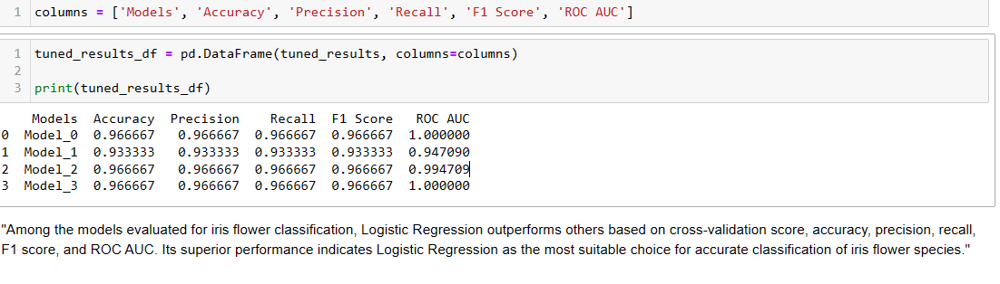 1 columns = ['Models', 'Accuracy', 'Precision', 'Recall', 'F1 Score', 'ROC AUC']
1 tuned_results_df = pd.DataFrame(tuned_results, columns=columns)
2
3 print(tuned_results_df)
Models Accuracy Precision Recall F1 Score ROC AUC
0 Model_0 0.966667 0.966667 0.966667 0.966667 1.000000
1 Model_1 0.933333 0.933333 0.933333 0.933333 0.947090
2 Model_2 0.966667 0.966667 0.966667 0.966667 0.994709
3 Model_3 0.966667 0.966667 0.966667 0.966667 1.000000
"Among the models evaluated for iris flower classification, Logistic Regression outperforms others based on cross-validation score, accuracy, precision, recall,
F1 score, and ROC AUC. Its superior performance indicates Logistic Regression as the most suitable choice for accurate classification of iris flower species."